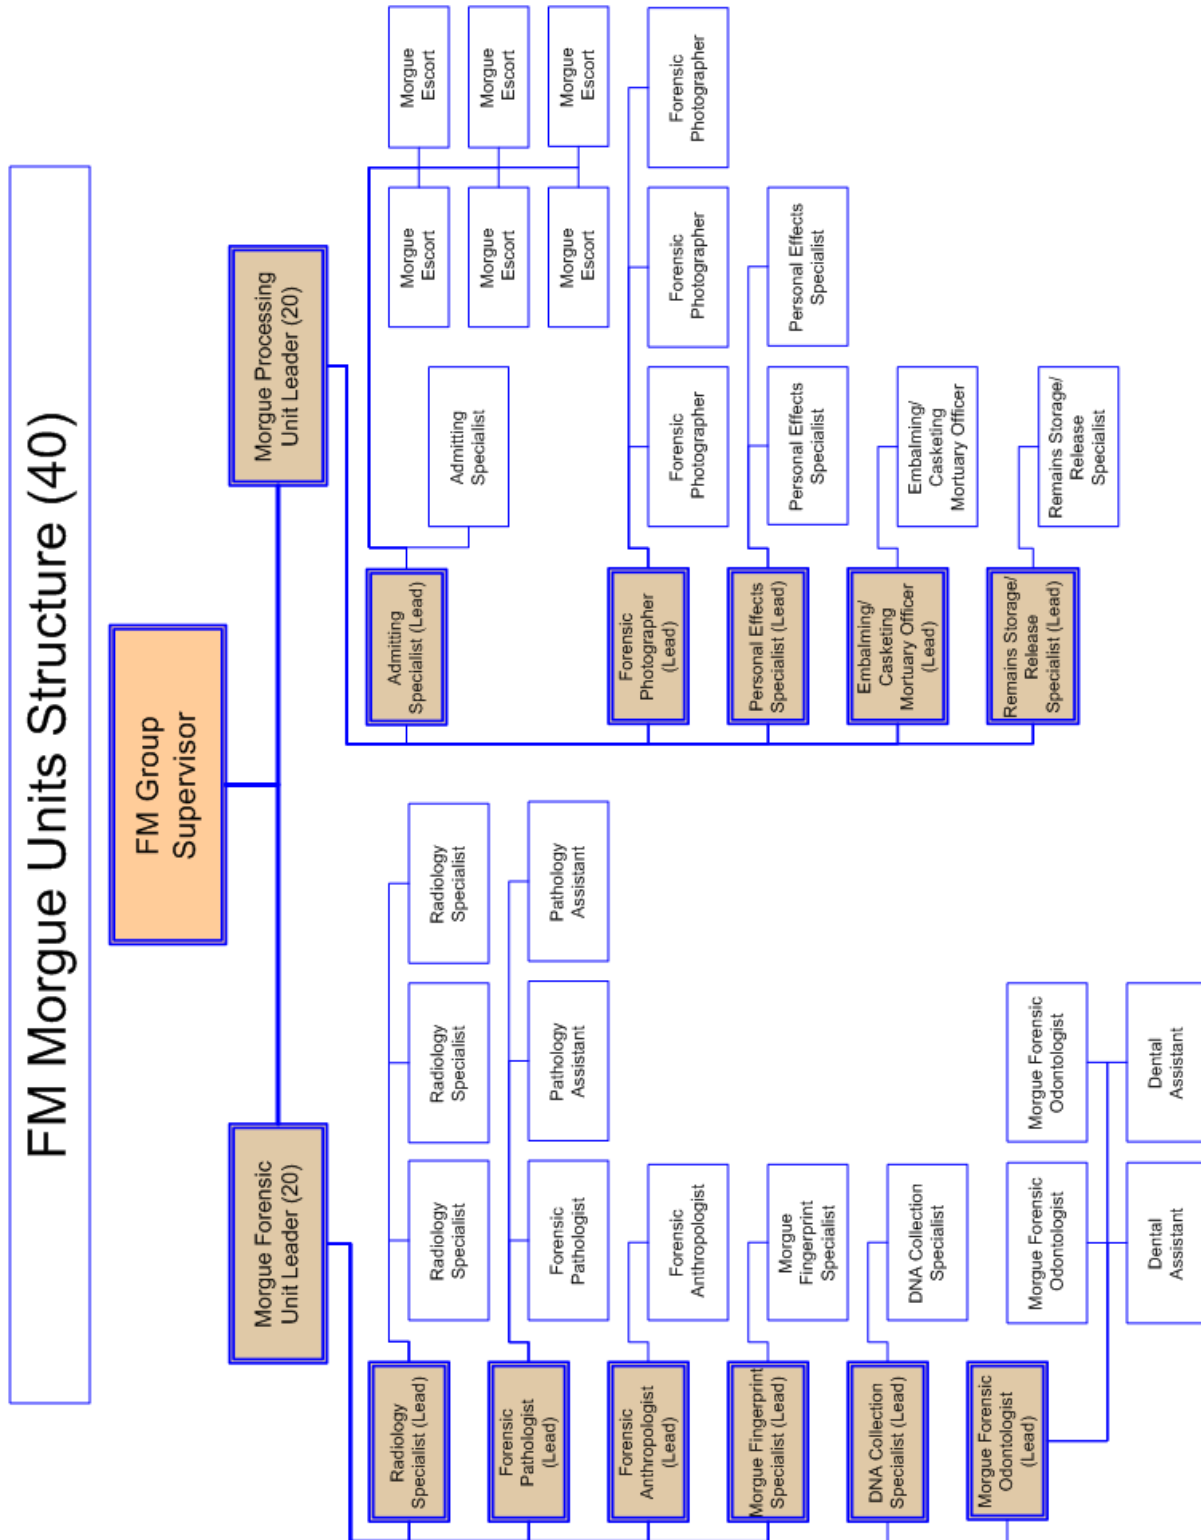 FM Morgue Units Structure (40)
FM Group
Supervisor
Morgue Forensic
Unit Leader (20)
Morgue Processing
Unit Leader (20)
Radiology
Specialist (Lead)
Radiology
Specialist
Radiology
Specialist
Radiology
Specialist
Forensic
Pathologist
(Lead)
Forensic
Pathologist
Pathology
Assistant
Pathology
Assistant
Forensic
Anthropologist
(Lead)
Forensic
Anthropologist
Morgue Fingerprint
Specialist (Lead)
Morgue
Fingerprint
Specialist
DNA Collection
Specialist (Lead)
DNA Collection
Specialist
Morgue Forensic
Odontologist
(Lead)
Morgue Forensic
Odontologist
Morgue Forensic
Odontologist
Dental
Assistant
Dental
Assistant
Admitting
Specialist (Lead)
Admitting
Specialist
Morgue
Escort
Morgue
Escort
Morgue
Escort
Morgue
Escort
Morgue
Escort
Morgue
Escort
Forensic
Photographer
(Lead)
Forensic
Photographer
Forensic
Photographer
Forensic
Photographer
Personal Effects
Specialist (Lead)
Personal Effects
Specialist
Personal Effects
Specialist
Embalming/
Casketing
Mortuary Officer
(Lead)
Embalming/
Casketing
Mortuary Officer
Remains Storage/
Release
Specialist (Lead)
Remains Storage/
Release
Specialist